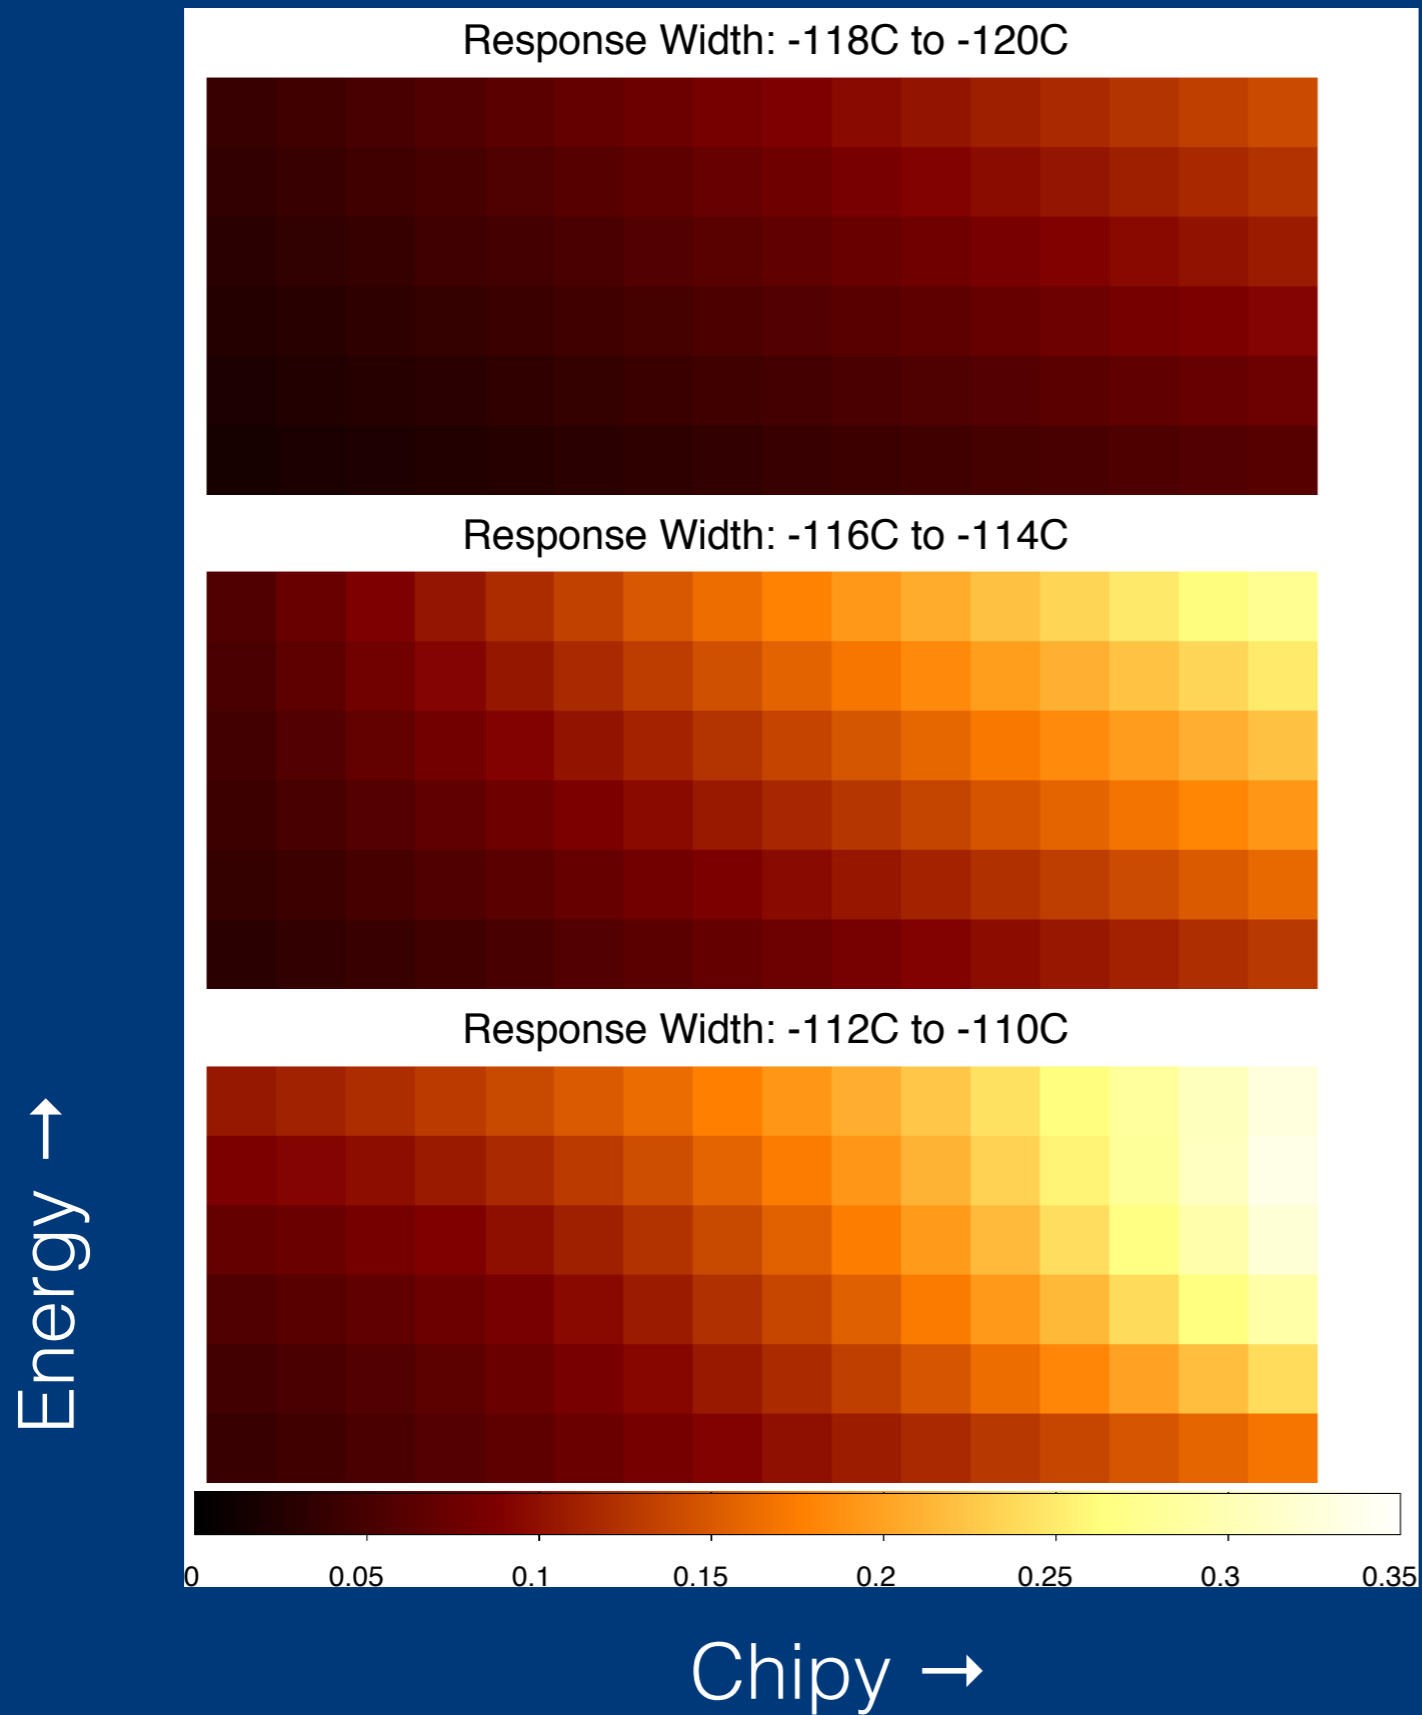 Response Width: -118C to -120C
Response Width: -116C to -114C
Response Width: -112C to -110C
Energy →
0 0.05 0.1 0.15 0.2 0.25 0.3 0.35
Chipy →